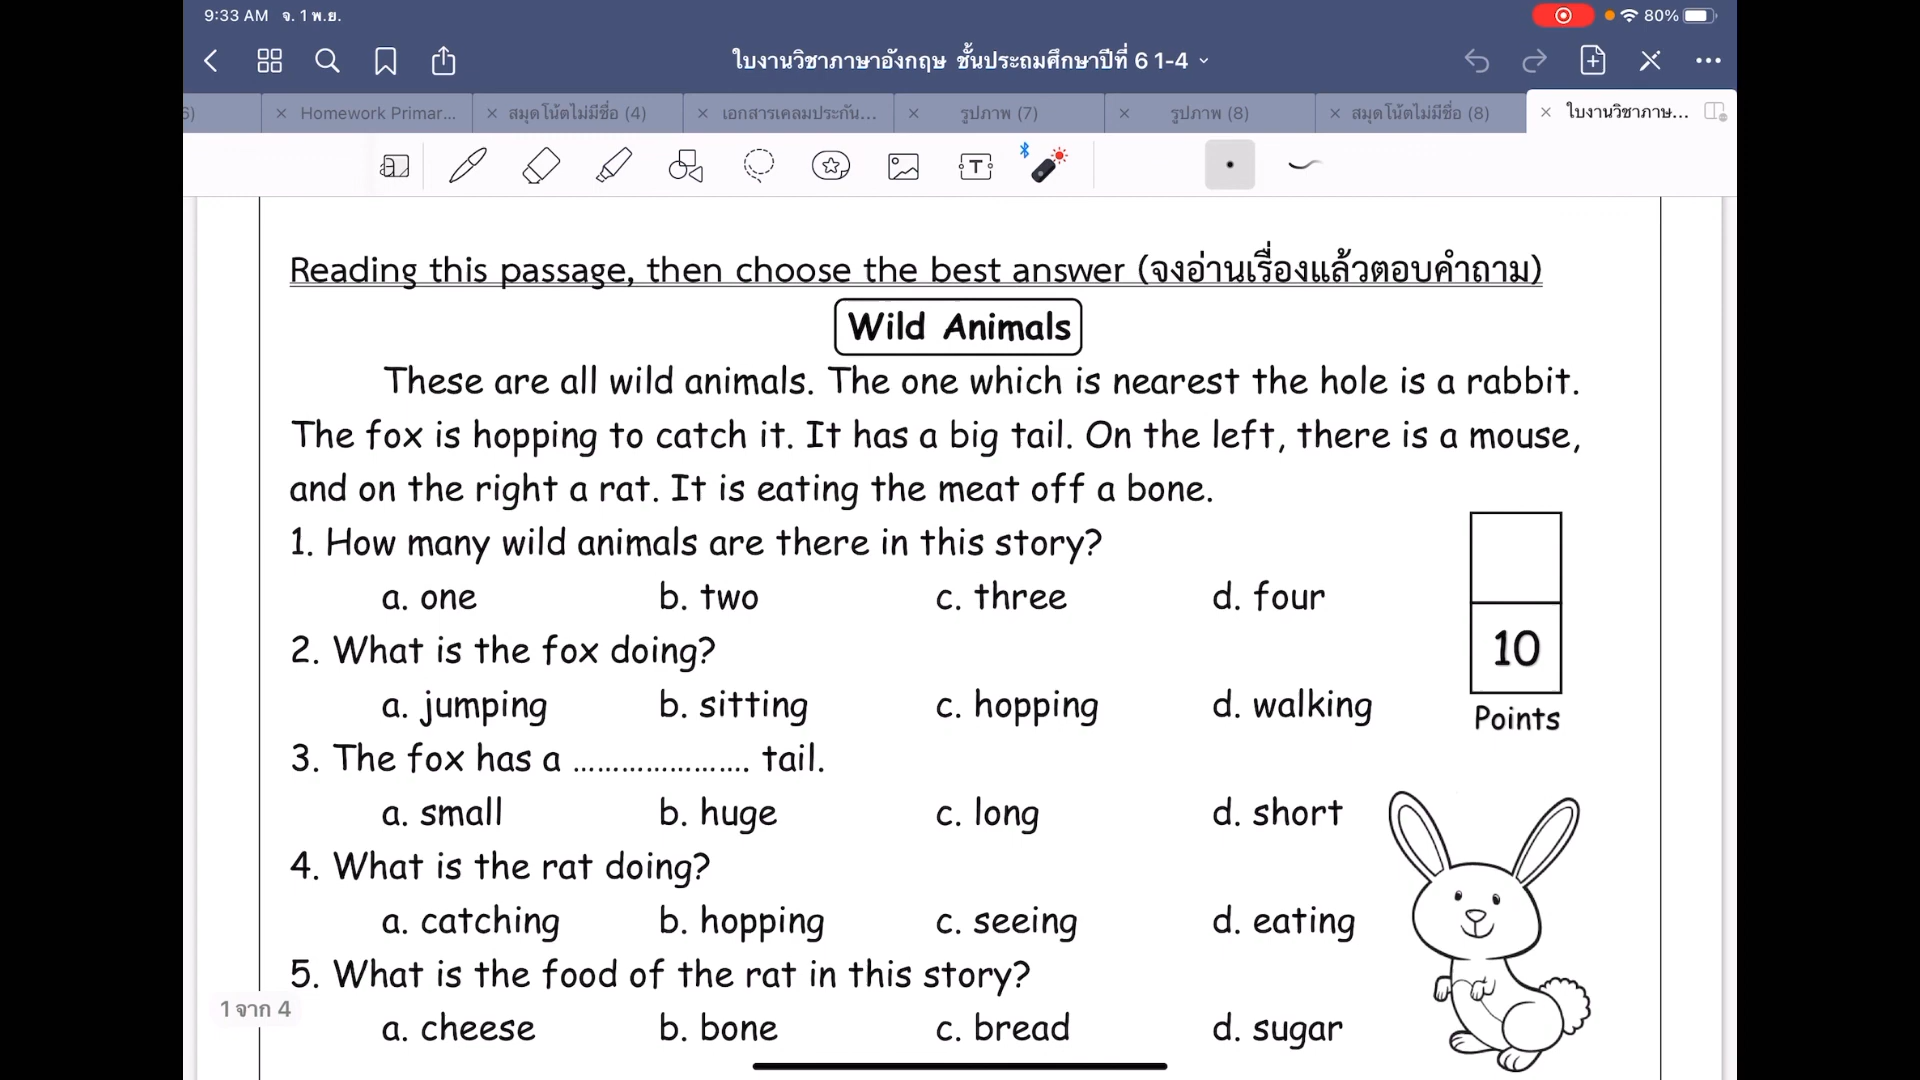 9:33 AM จ. 1 พ.ย.
80%
ใบงานวิชาภาษาอังกฤษ ชั้นประถมศึกษาปีที่ 6 1-4
6)
Homework Primar...
สมุดโน้ตไม่มีชื่อ (4)
เอกสารเคลมประกัน...
รูปภาพ (7)
รูปภาพ (8)
สมุดโน้ตไม่มีชื่อ (8)
ใบงานวิชาภาษ...
Reading this passage, then choose the best answer (จงอ่านเรื่องแล้วตอบคำถาม)
Wild Animals
These are all wild animals. The one which is nearest the hole is a rabbit.
The fox is hopping to catch it. It has a big tail. On the left, there is a mouse,
and on the right a rat. It is eating the meat off a bone.
1. How many wild animals are there in this story?
a. one b. two c. three d. four
2. What is the fox doing?
a. jumping b. sitting c. hopping d. walking
3. The fox has a ...................... tail.
a. small b. huge c. long d. short
4. What is the rat doing?
a. catching b. hopping c. seeing d. eating
5. What is the food of the rat in this story?
a. cheese b. bone c. bread d. sugar
10
Points
1 จาก 4